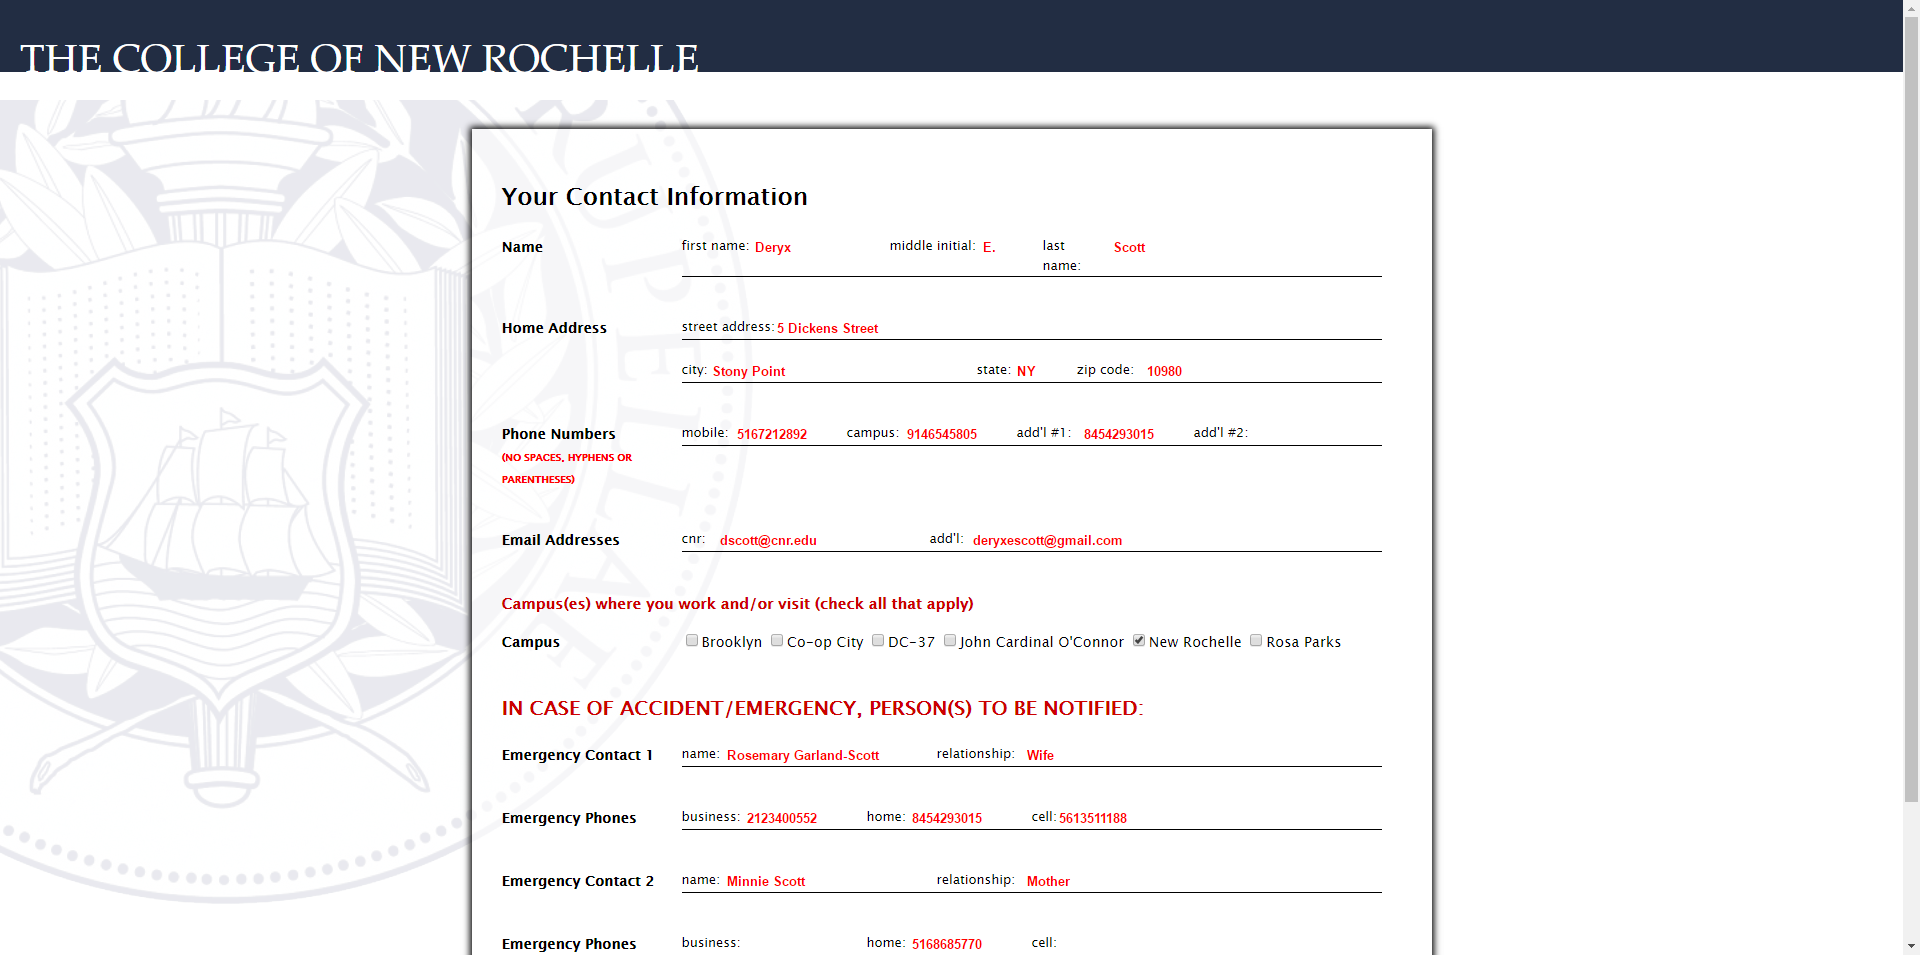 THE COLLEGE OF NEW ROCHELLE
Your Contact Information
Name first name: Deryx middle initial: E. last name: Scott
Home Address street address: 5 Dickens Street
city: Stony Point state: NY zip code: 10980
Phone Numbers mobile: 5167212892 campus: 9146545805 add'l #1: 8454293015 add'l #2:
(NO SPACES, HYPHENS OR
PARENTHESES)
Email Addresses cnr: dscott@cnr.edu add'l: deryxescott@gmail.com
Campus(es) where you work and/or visit (check all that apply)
Campus Brooklyn Co-op City DC-37 John Cardinal O'Connor New Rochelle Rosa Parks
IN CASE OF ACCIDENT/EMERGENCY, PERSON(S) TO BE NOTIFIED:
Emergency Contact 1 name: Rosemary Garland-Scott relationship: Wife
Emergency Phones business: 2123400552 home: 8454293015 cell: 5613511188
Emergency Contact 2 name: Minnie Scott relationship: Mother
Emergency Phones business: home: 5168685770 cell: